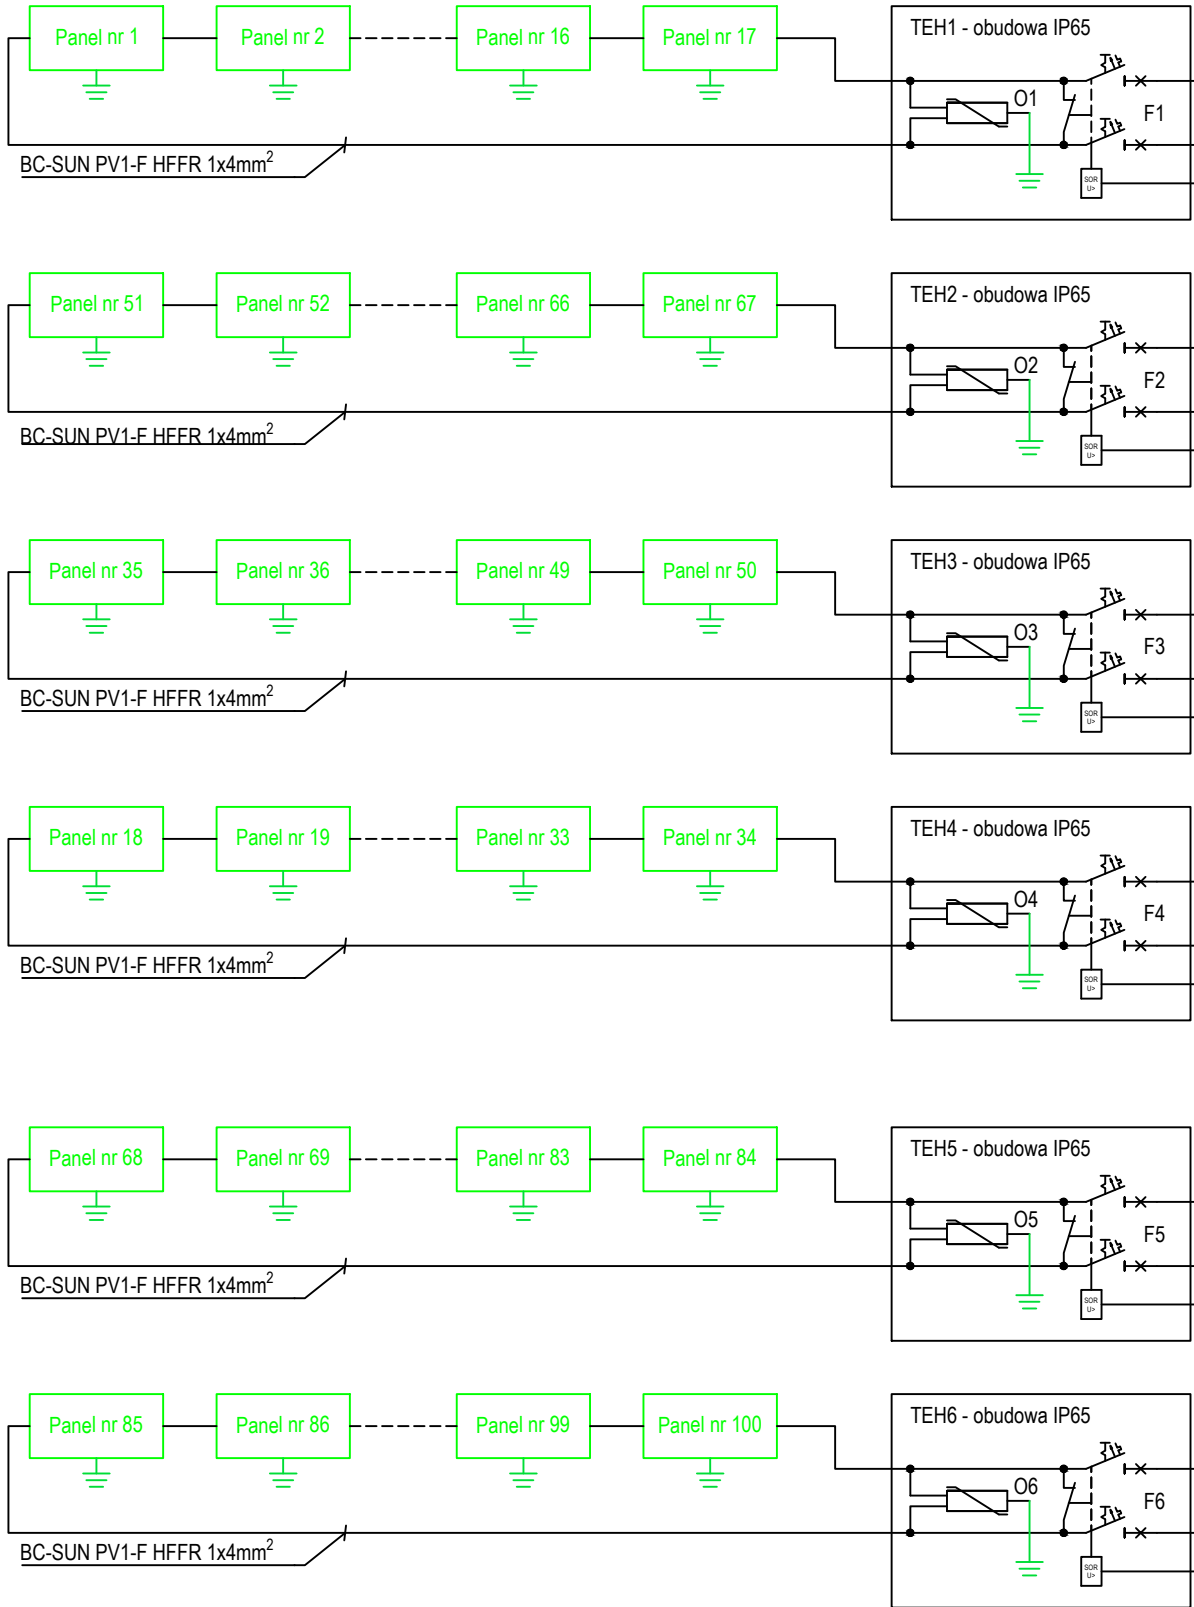 Panel nr 1
Panel nr 2
Panel nr 16
Panel nr 17
TEH1 - obudowa IP65
O1
F1
SOR
U>
BC-SUN PV1-F HFFR 1x4mm²
Panel nr 51
Panel nr 52
Panel nr 66
Panel nr 67
TEH2 - obudowa IP65
O2
F2
SOR
U>
BC-SUN PV1-F HFFR 1x4mm²
Panel nr 35
Panel nr 36
Panel nr 49
Panel nr 50
TEH3 - obudowa IP65
O3
F3
SOR
U>
BC-SUN PV1-F HFFR 1x4mm²
Panel nr 18
Panel nr 19
Panel nr 33
Panel nr 34
TEH4 - obudowa IP65
O4
F4
SOR
U>
BC-SUN PV1-F HFFR 1x4mm²
Panel nr 68
Panel nr 69
Panel nr 83
Panel nr 84
TEH5 - obudowa IP65
O5
F5
SOR
U>
BC-SUN PV1-F HFFR 1x4mm²
Panel nr 85
Panel nr 86
Panel nr 99
Panel nr 100
TEH6 - obudowa IP65
O6
F6
SOR
U>
BC-SUN PV1-F HFFR 1x4mm²